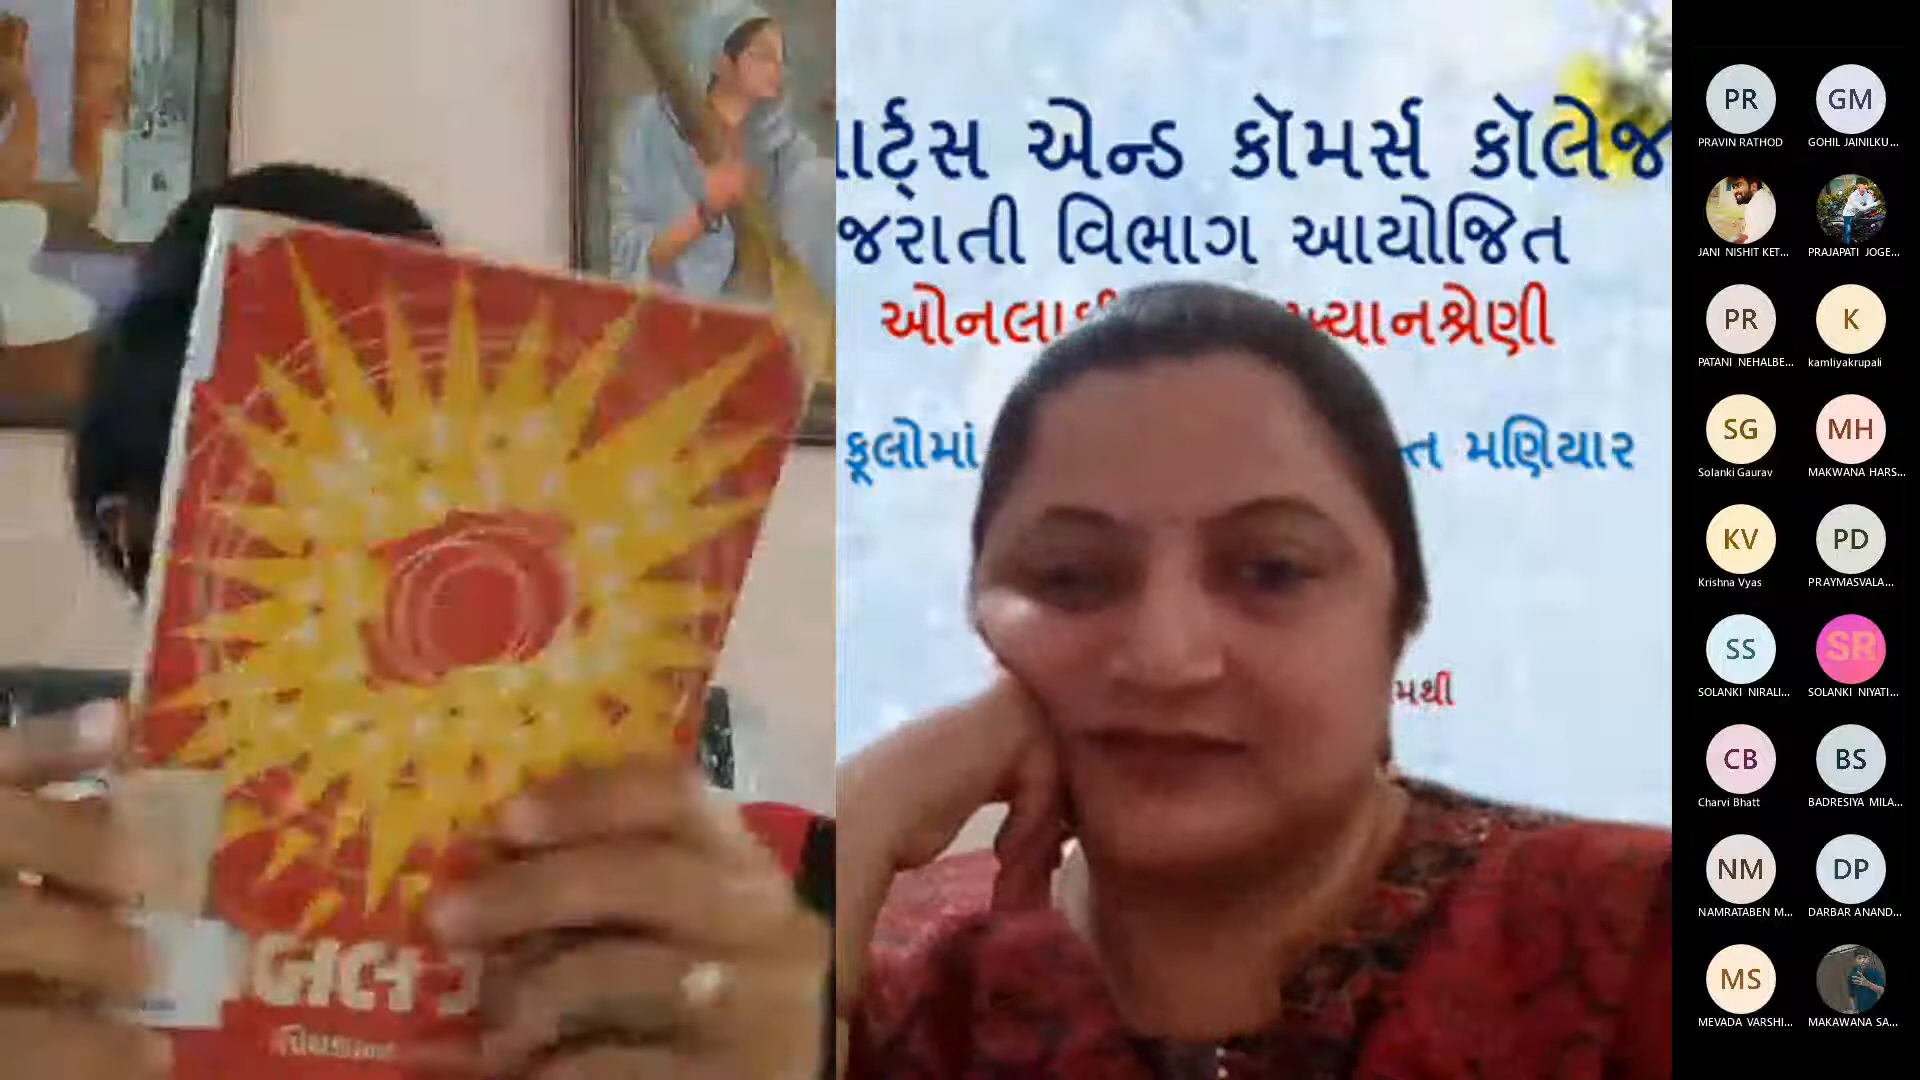 ાર્ટ્સ એન્ડ કૉમર્સ કૉલેજ
જરાતી વિભાગ આયોજિત
ઓનલાઈ ખ્યાનશ્રેણી
ફૂલોમાં ત મણિયાર
મથી
PR
PRAVIN RATHOD
GM
GOHIL JAINILKU...
JANI NISHIT KET...
PRAJAPATI JOGE...
PR
PATANI NEHALBE...
K
kamliyakrupali
SG
Solanki Gaurav
MH
MAKWANA HARS...
KV
Krishna Vyas
PD
PRAYMASVALA...
SS
SOLANKI NIRALI...
SR
SOLANKI NIYATI...
CB
Charvi Bhatt
BS
BADRESIYA MILA...
NM
NAMRATABEN M...
DP
DARBAR ANAND...
MS
MEVADA VARSHI...
MAKAWANA SA...